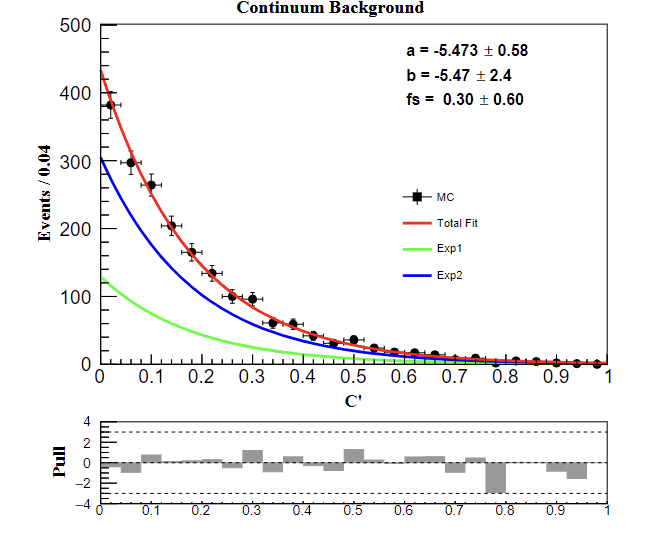 Continuum Background
500
400
300
200
100
0
Events / 0.04
a = -5.473 ± 0.58
b = -5.47 ± 2.4
fs = 0.30 ± 0.60
MC
Total Fit
Exp1
Exp2
0 0.1 0.2 0.3 0.4 0.5 0.6 0.7 0.8 0.9 1
C'
4
2
0
−2
−4
Pull
0 0.1 0.2 0.3 0.4 0.5 0.6 0.7 0.8 0.9 1